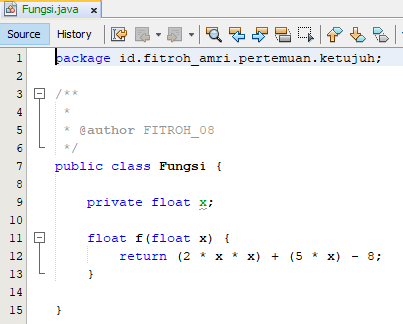 Fungsi.java
Source History
1 package id.fitroh_amri.pertemuan.ketujuh;
2
3 /**
4 *
5 * @author FITROH_08
6 */
7 public class Fungsi {
8
9 private float x;
10
11 float f(float x) {
12 return (2 * x * x) + (5 * x) - 8;
13 }
14
15 }